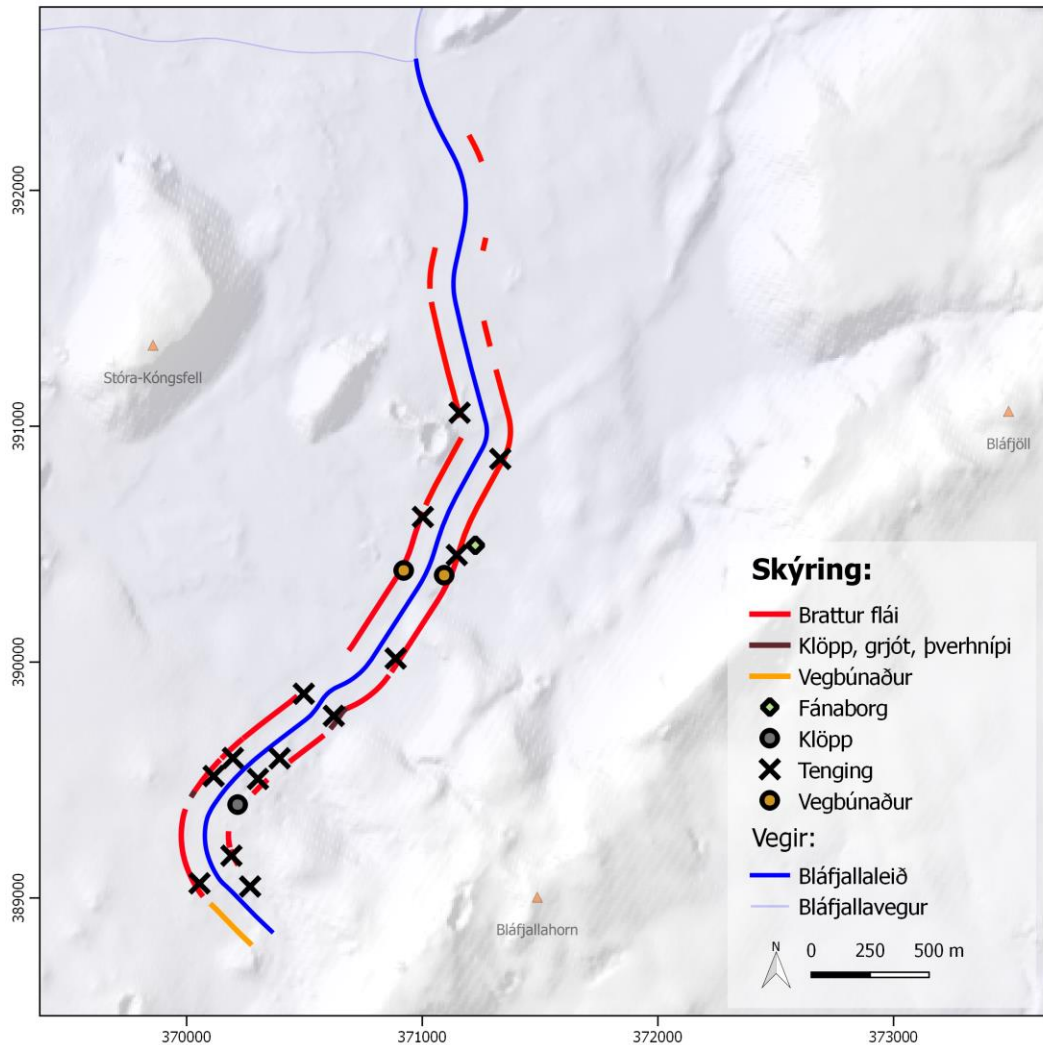 392000
391000
390000
389000
Stóra-Kóngsfell
Bláfjöll
Bláfjallahorn
Skýring:
Brattur flái
Klöpp, grjót, þverhnípi
Vegbúnaður
Fánaborg
Klöpp
Tenging
Vegbúnaður
Vegir:
Bláfjallaleið
Bláfjallavegur
N
0 250 500 m
370000 371000 372000 373000